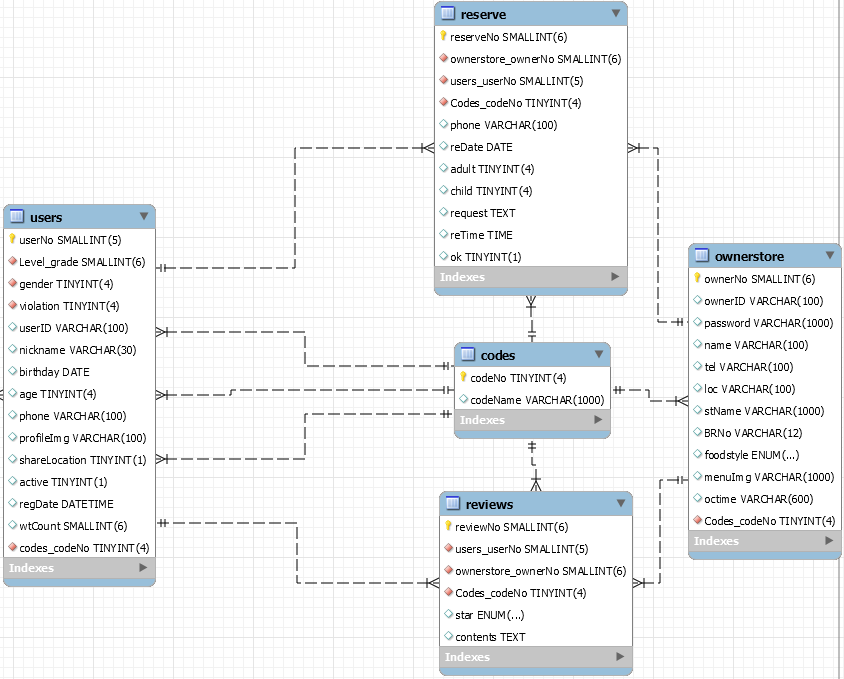 reserve
reserveNo SMALLINT(6)
ownerstore_ownerNo SMALLINT(6)
users_userNo SMALLINT(5)
Codes_codeNo TINYINT(4)
phone VARCHAR(100)
reDate DATE
adult TINYINT(4)
child TINYINT(4)
request TEXT
reTime TIME
ok TINYINT(1)
Indexes
users
userNo SMALLINT(5)
Level_grade SMALLINT(6)
gender TINYINT(4)
violation TINYINT(4)
userID VARCHAR(100)
nickname VARCHAR(30)
birthday DATE
age TINYINT(4)
phone VARCHAR(100)
profileImg VARCHAR(100)
shareLocation TINYINT(1)
active TINYINT(1)
regDate DATETIME
wtCount SMALLINT(6)
codes_codeNo TINYINT(4)
Indexes
codes
codeNo TINYINT(4)
codeName VARCHAR(1000)
Indexes
ownerstore
ownerNo SMALLINT(6)
ownerID VARCHAR(100)
password VARCHAR(1000)
name VARCHAR(100)
tel VARCHAR(100)
loc VARCHAR(100)
stName VARCHAR(1000)
BRNo VARCHAR(12)
foodstyle ENUM(...)
menuImg VARCHAR(1000)
octime VARCHAR(600)
Codes_codeNo TINYINT(4)
Indexes
reviews
reviewNo SMALLINT(6)
users_userNo SMALLINT(5)
ownerstore_ownerNo SMALLINT(6)
Codes_codeNo TINYINT(4)
star ENUM(...)
contents TEXT
Indexes